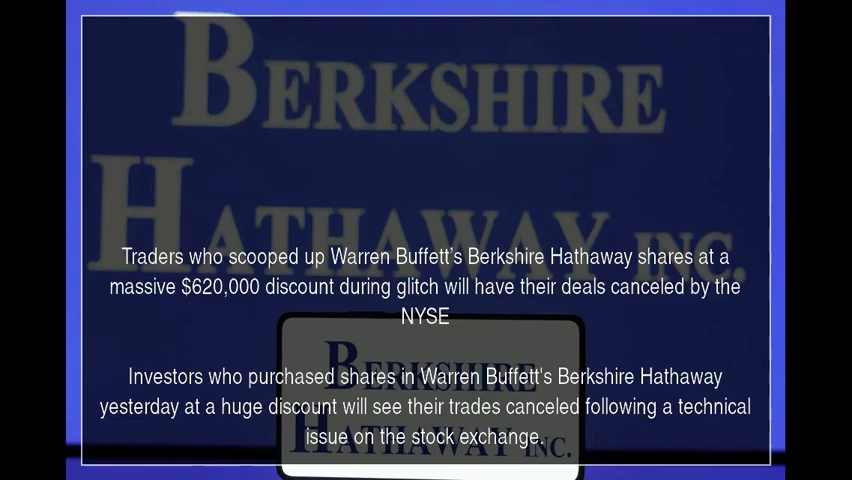 BERKSHIRE
HATHAWAY INC.
Traders who scooped up Warren Buffett’s Berkshire Hathaway shares at a
massive $620,000 discount during glitch will have their deals canceled by the
NYSE
BERKSHIRE
HATHAWAY INC.
Investors who purchased shares in Warren Buffett's Berkshire Hathaway
yesterday at a huge discount will see their trades canceled following a technical
issue on the stock exchange.